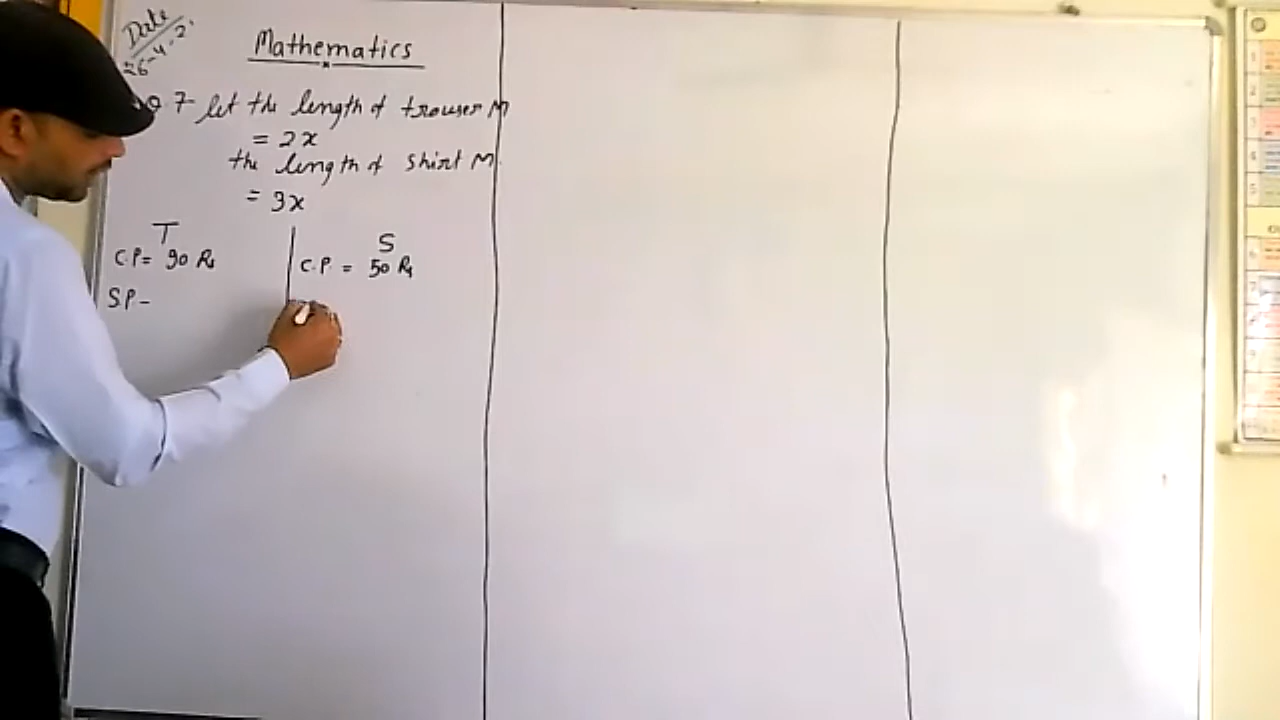 Date
26-4-2
Mathematics
Q 7- let the length of trouser M
= 2x
the length of shirt M
= 3x
T
S
C.P= 90 Rs
C.P. = 50 Rs
SP-